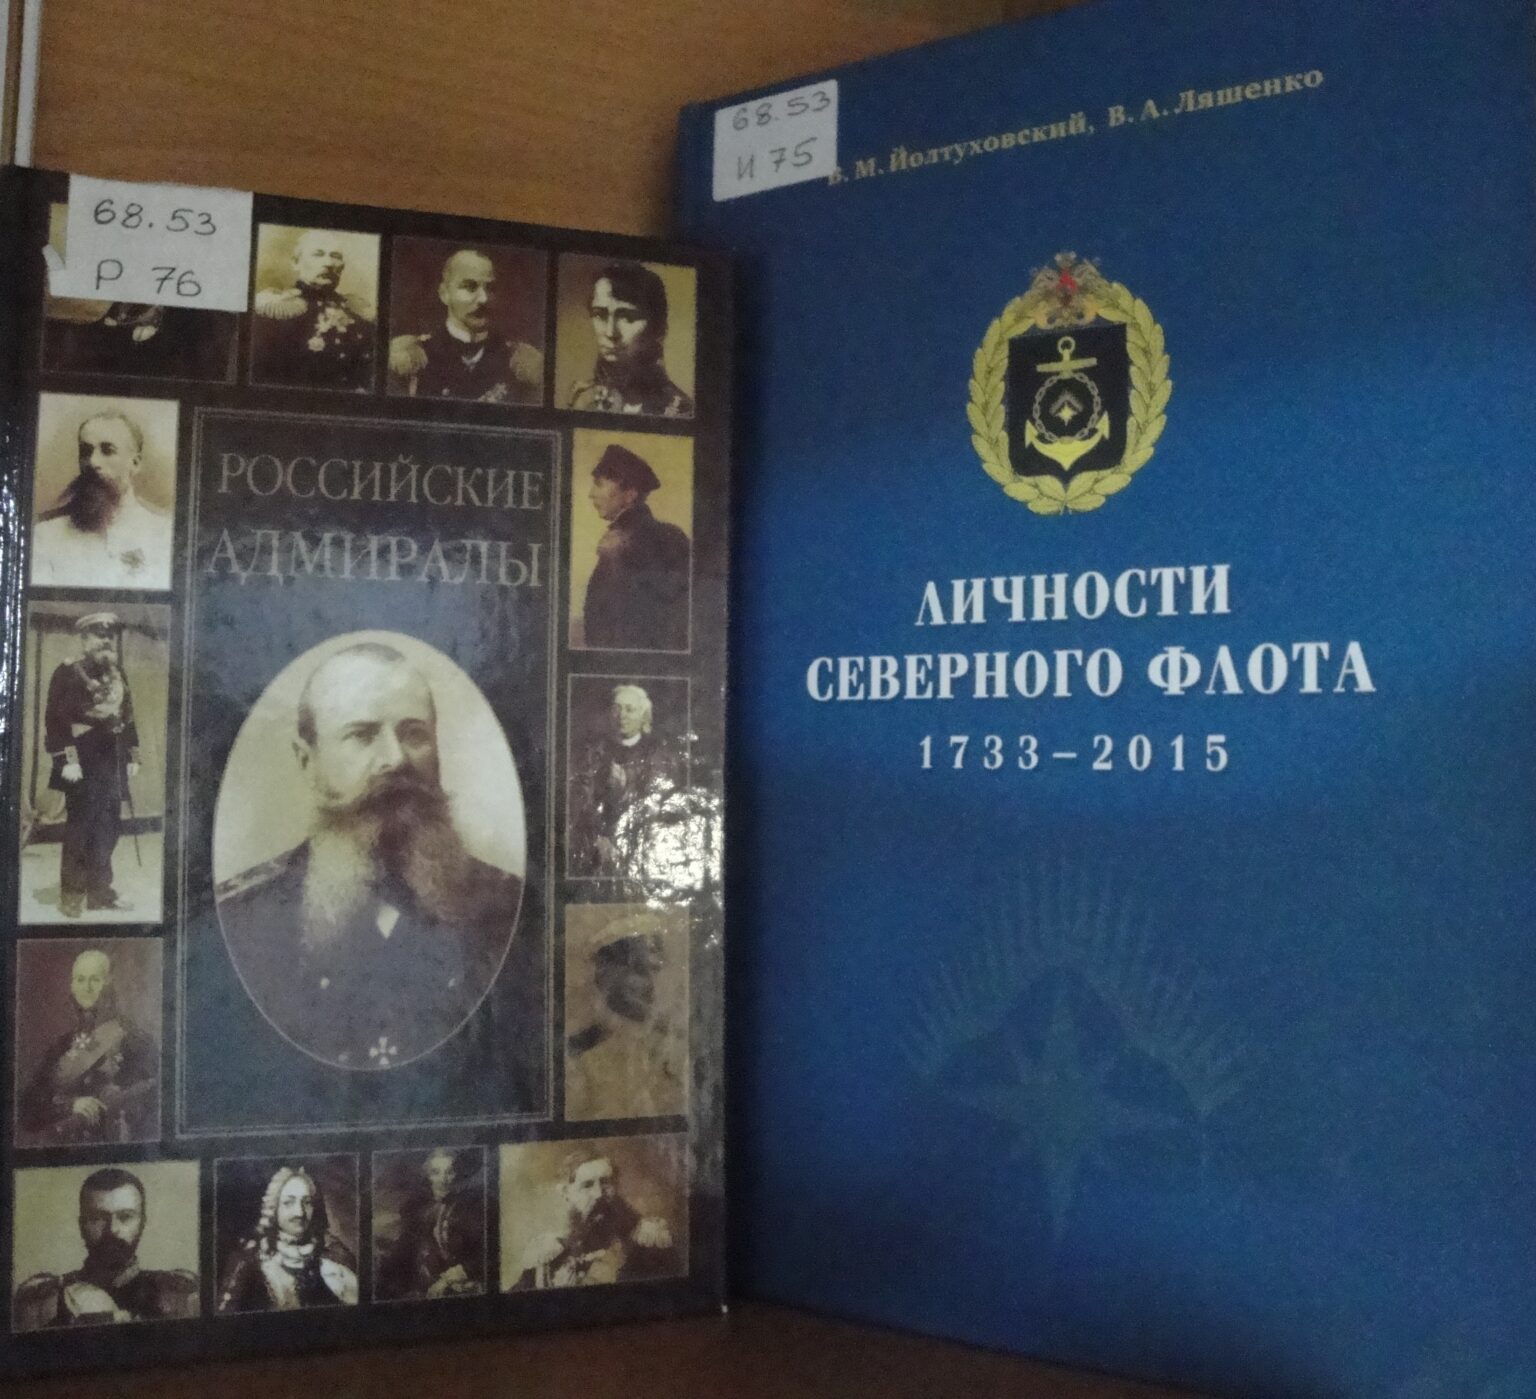 68.53
Р 76
РОССИЙСКИЕ
АДМИРАЛЫ
68.53
И 75
В. М. Йолтуховский, В. А. Ляшенко
ЛИЧНОСТИ
СЕВЕРНОГО ФЛОТА
1733–2015